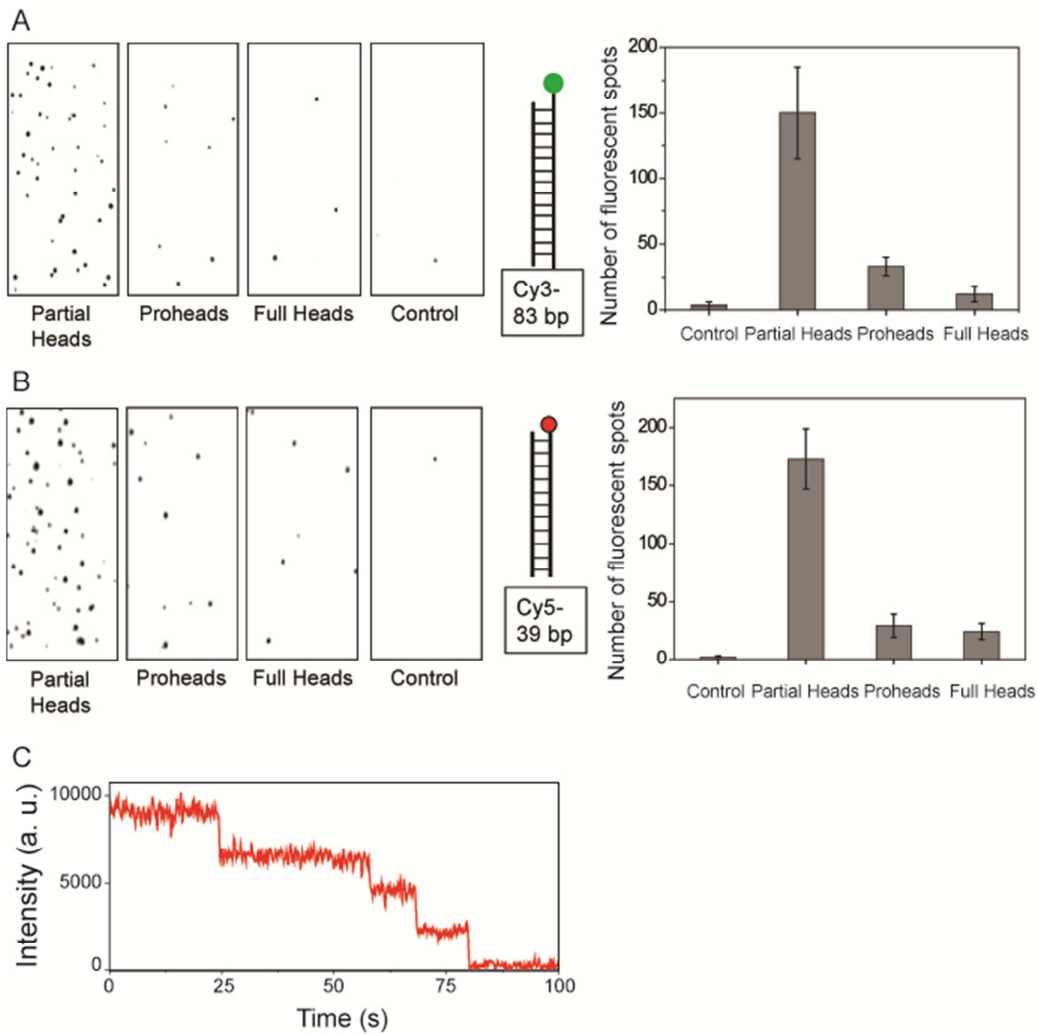 A
Partial
Heads
Proheads
Full Heads
Control
Cy3-
83 bp
Number of fluorescent spots
200
150
100
50
0
Control
Partial Heads
Proheads
Full Heads
B
Partial
Heads
Proheads
Full Heads
Control
Cy5-
39 bp
Number of fluorescent spots
200
150
100
50
0
Control
Partial Heads
Proheads
Full Heads
C
Intensity (a. u.)
10000
5000
0
0
25
50
75
100
Time (s)